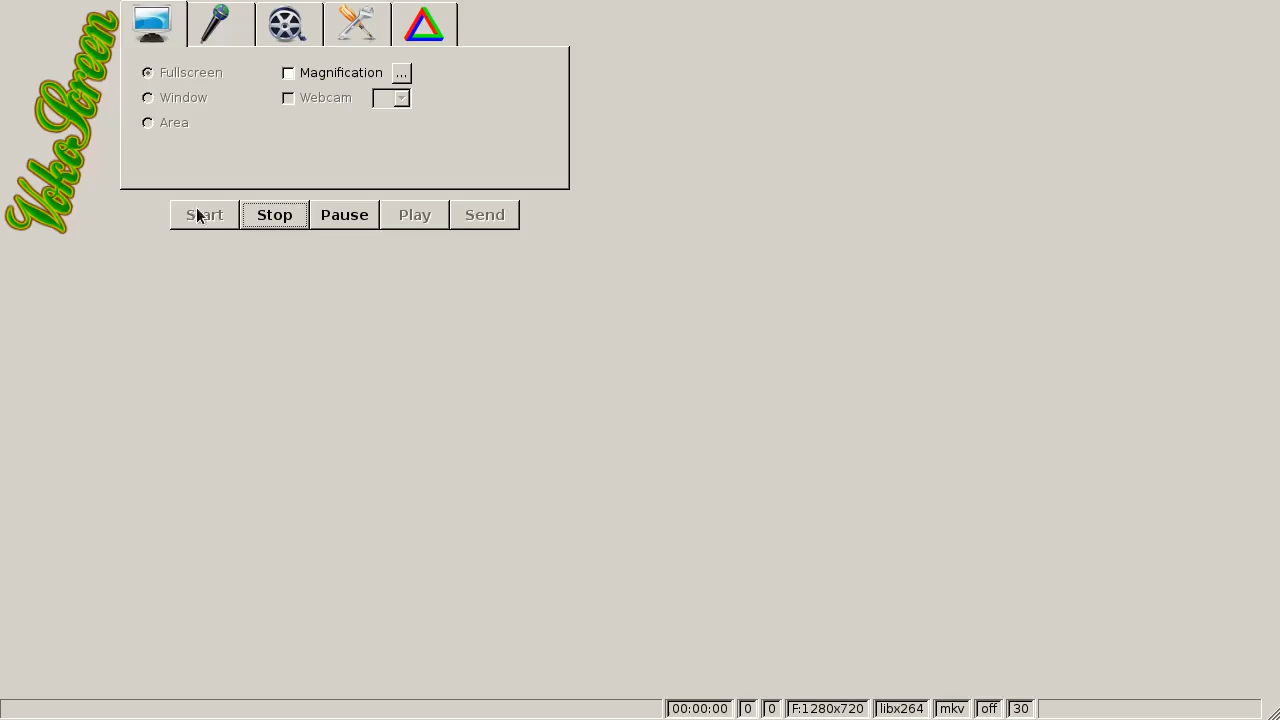 VokoScreen
Fullscreen
Magnification
...
Window
Webcam
Area
Start
Stop
Pause
Play
Send
00:00:00
0
0
F:1280x720
libx264
mkv
off
30